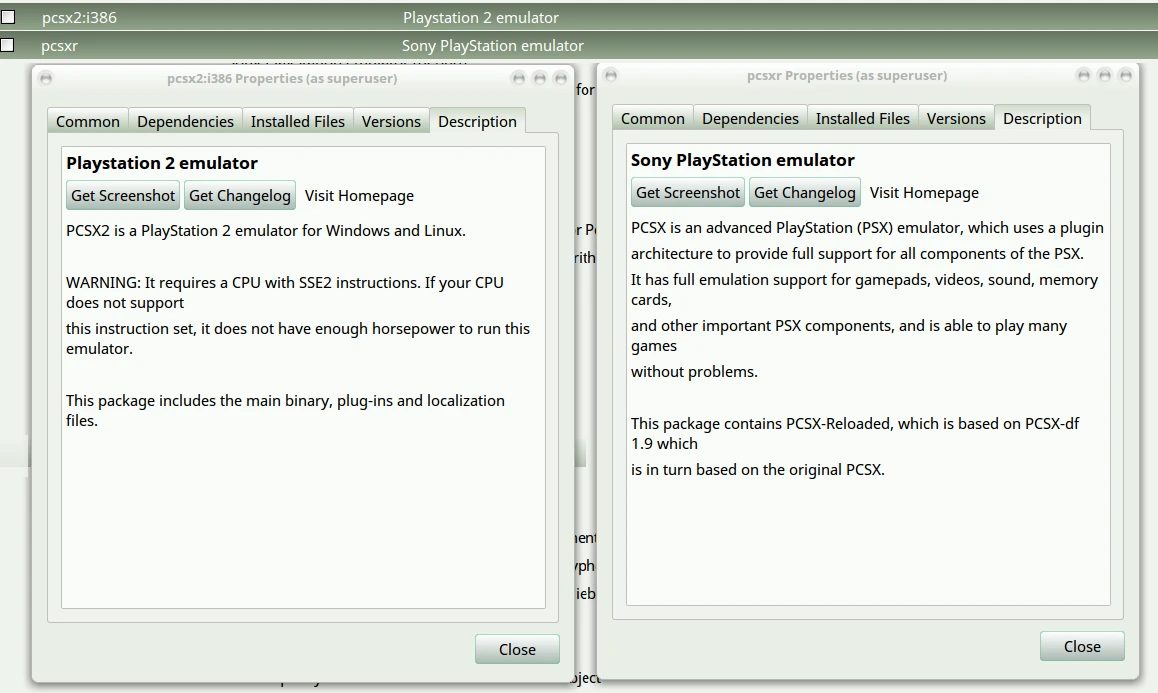 pcsx2:i386 Playstation 2 emulator
pcsxr Sony PlayStation emulator
pcsx2:i386 Properties (as superuser)
Common Dependencies Installed Files Versions Description
Playstation 2 emulator
Get Screenshot Get Changelog Visit Homepage
PCSX2 is a PlayStation 2 emulator for Windows and Linux.
WARNING: It requires a CPU with SSE2 instructions. If your CPU
does not support
this instruction set, it does not have enough horsepower to run this
emulator.
This package includes the main binary, plug-ins and localization
files.
Close
for
pcsxr Properties (as superuser)
Common Dependencies Installed Files Versions Description
Sony PlayStation emulator
Get Screenshot Get Changelog Visit Homepage
PCSX is an advanced PlayStation (PSX) emulator, which uses a plugin
architecture to provide full support for all components of the PSX.
It has full emulation support for gamepads, videos, sound, memory
cards,
and other important PSX components, and is able to play many
games
without problems.
This package contains PCSX-Reloaded, which is based on PCSX-df
1.9 which
is in turn based on the original PCSX.
Close